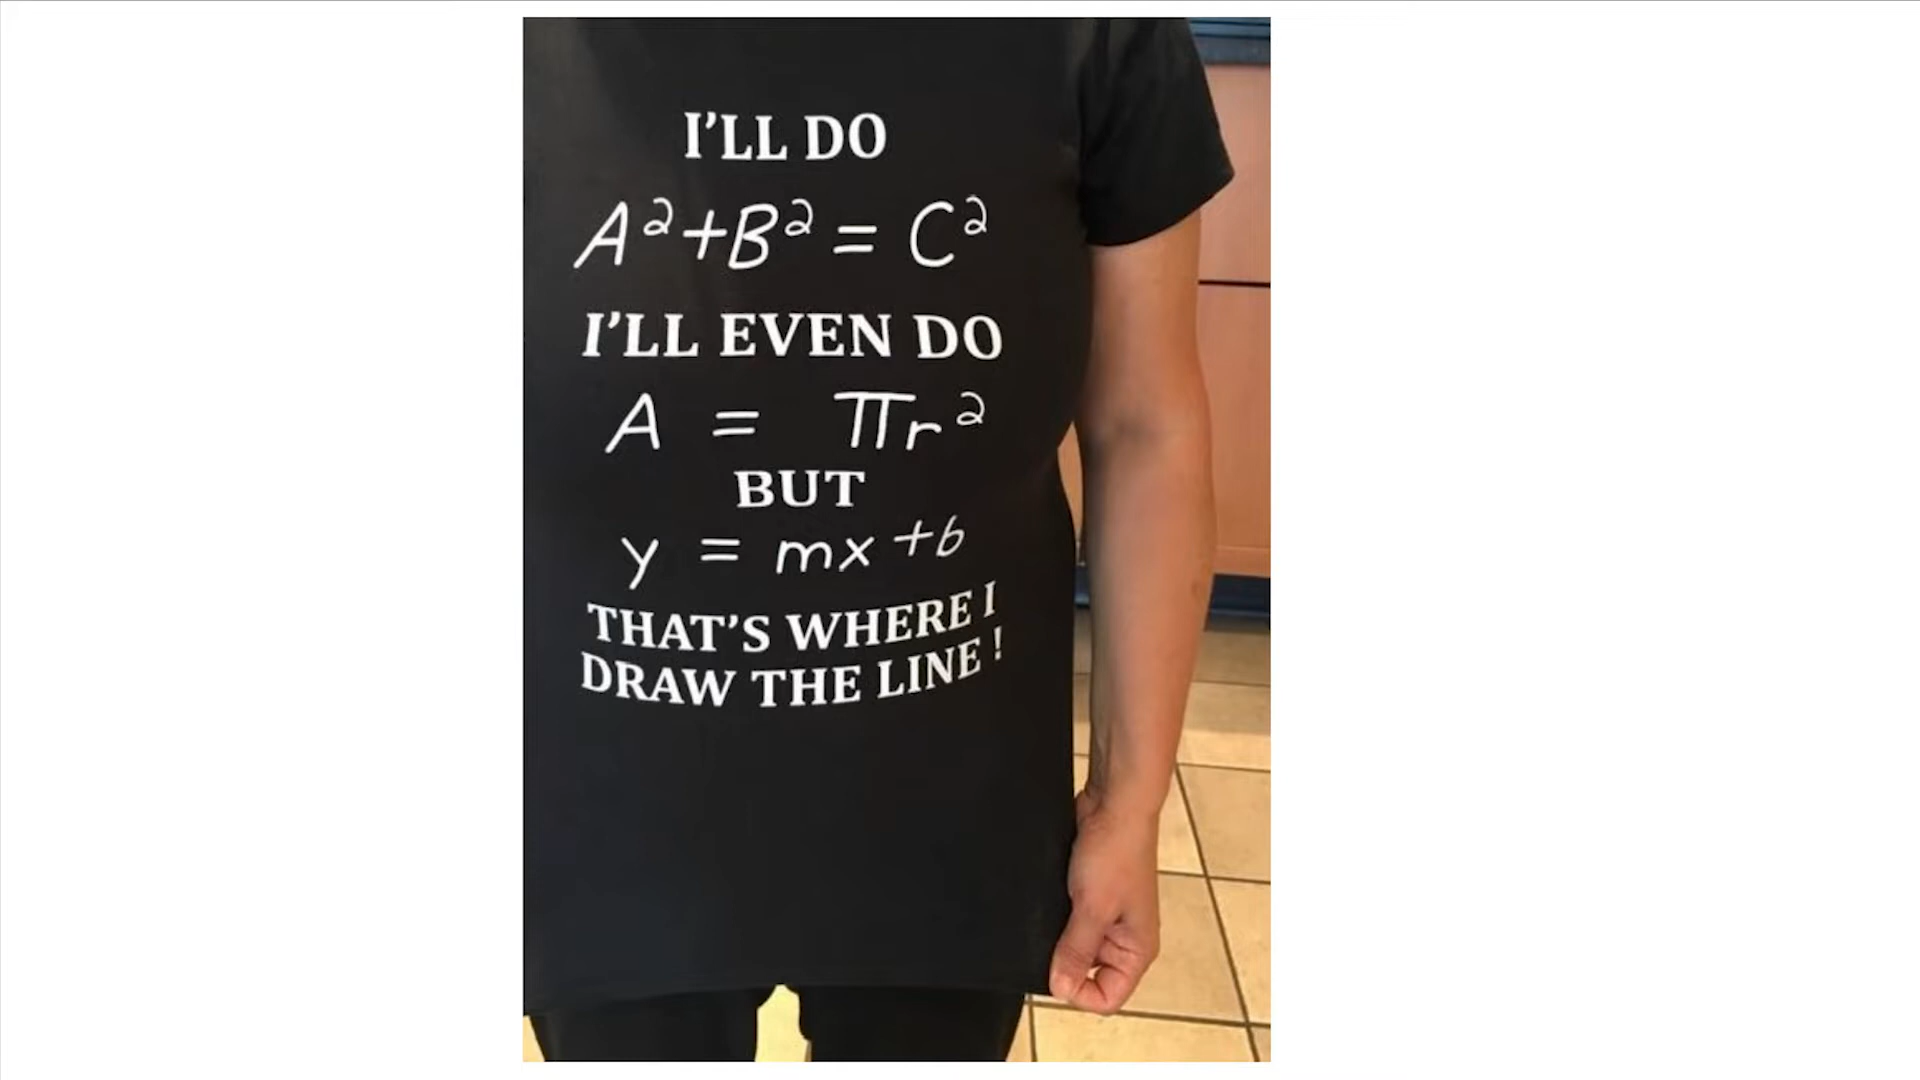 I'LL DO
A²+B² = C²
I'LL EVEN DO
A = πr²
BUT
y = mx+b
THAT'S WHERE I
DRAW THE LINE!